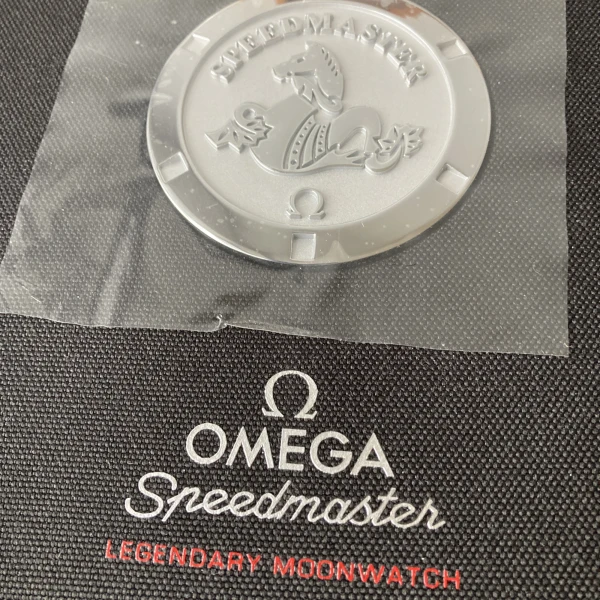 SPEEDMASTER
Ω
Ω
OMEGA
Speedmaster
LEGENDARY MOONWATCH